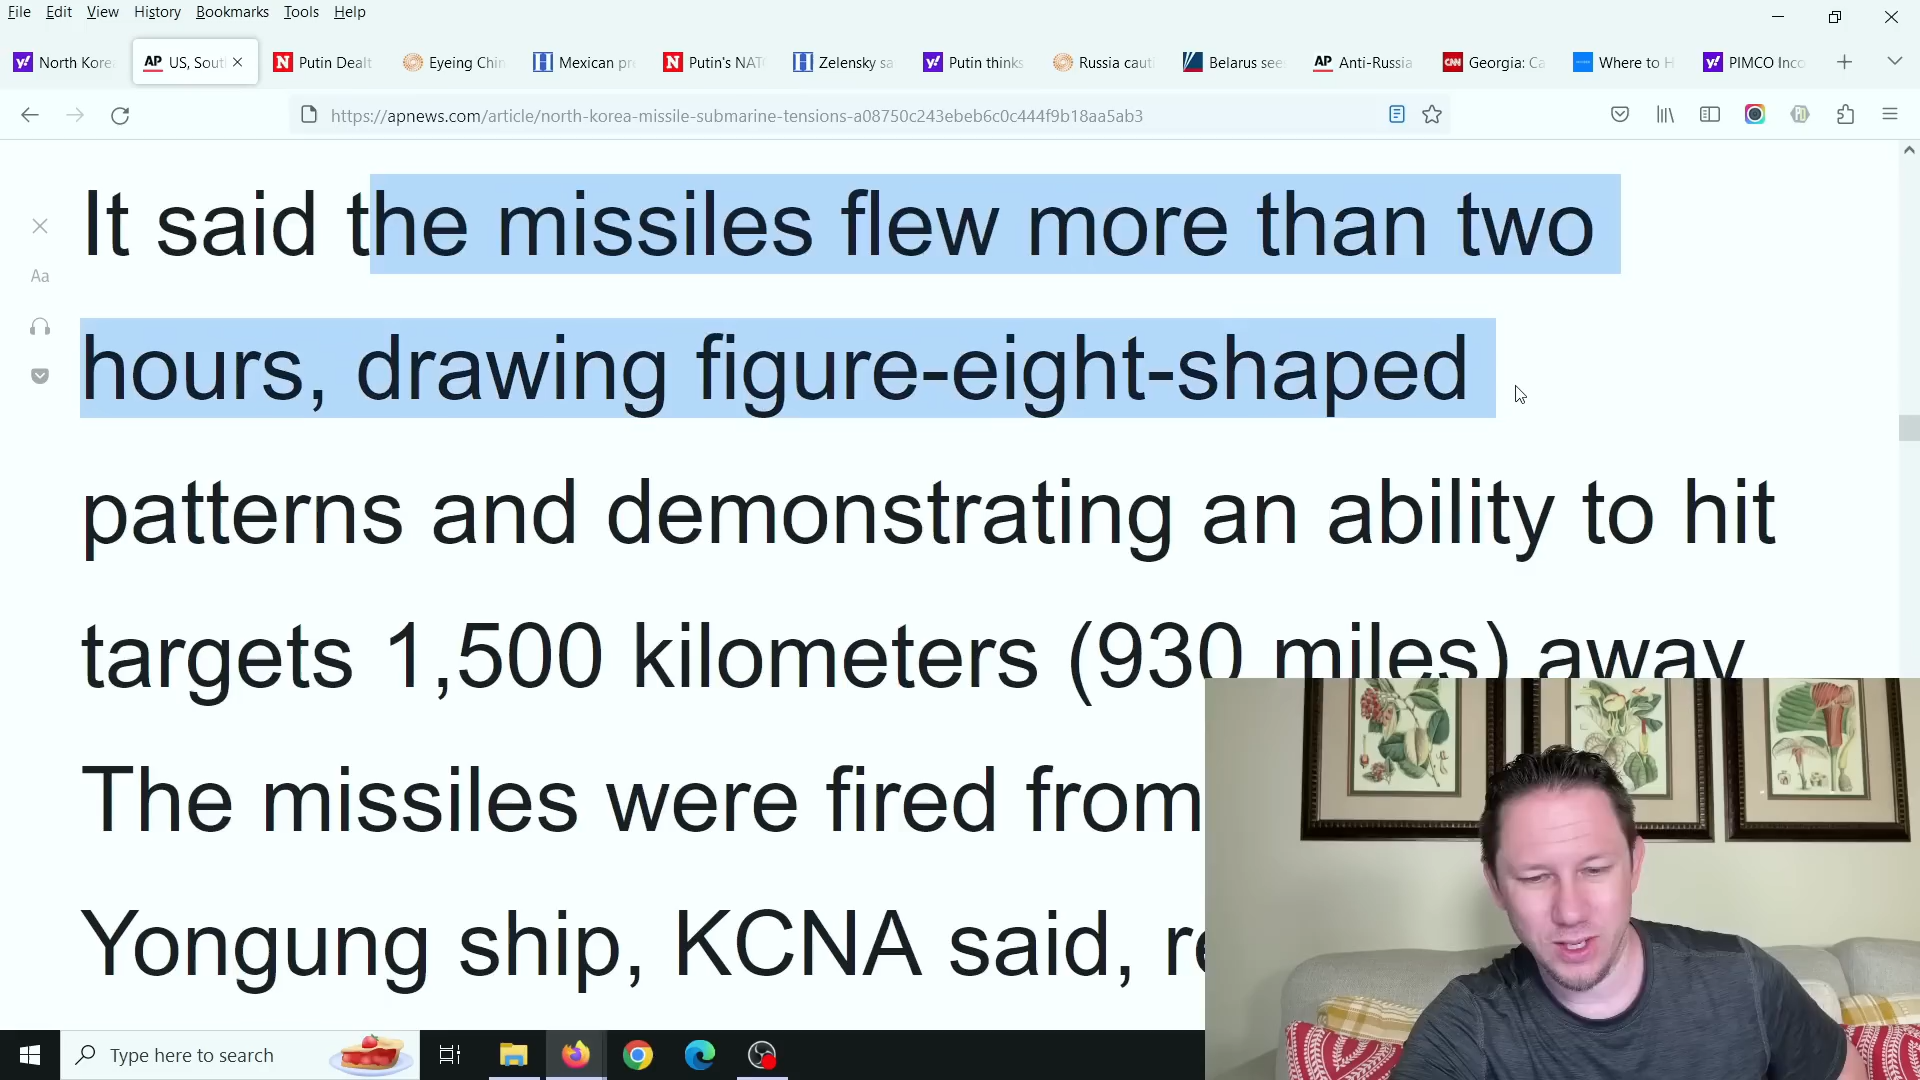 File Edit View History Bookmarks Tools Help
North Kore
AP US, Sout
N Putin Dealt
Eyeing Chin
H Mexican pr
N Putin's NAT
H Zelensky sa
y! Putin thinks
Russia caut
Belarus see
AP Anti-Russia
CNN Georgia: Ca
Where to H
y! PIMCO Inco
https://apnews.com/article/north-korea-missile-submarine-tensions-a08750c243ebeb6c0c444f9b18aa5ab3
Aa
It said the missiles flew more than two
hours, drawing figure-eight-shaped
patterns and demonstrating an ability to hit
targets 1,500 kilometers (930 miles) away
The missiles were fired from
Yongung ship, KCNA said, re
Type here to search